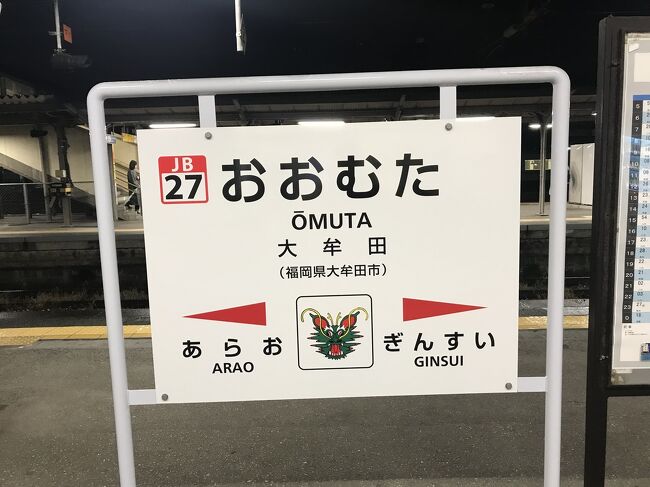 JB
27
おおむた
ŌMUTA
大牟田
（福岡県大牟田市）
あらお
ARAO
ぎんすい
GINSUI